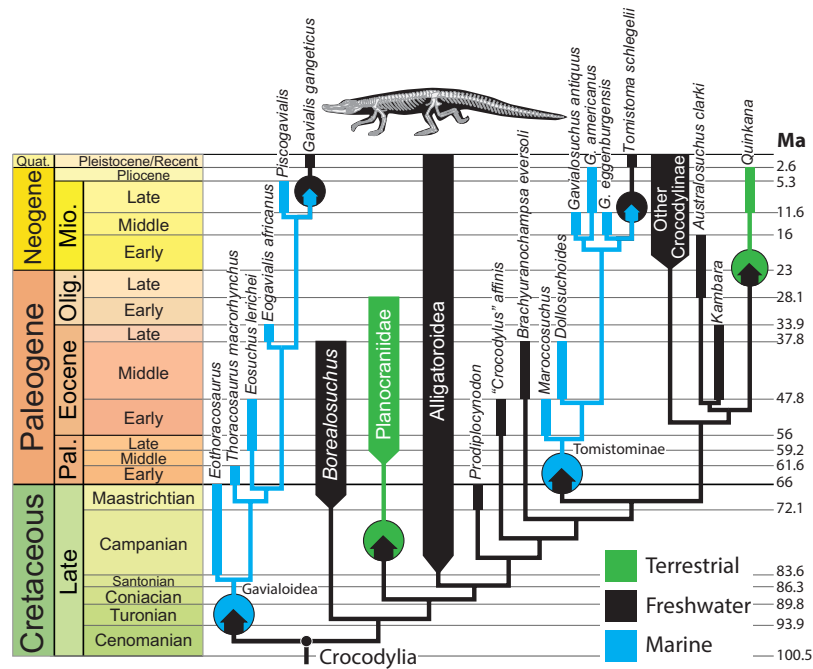 Eothoracosaurus
Thoracosaurus macrorhynchus
Eosuchus lerichei
Eogavialis africanus
Piscogavialis
Gavialis gangeticus
Borealosuchus
Planocraniidae
Alligatoroidea
Prodiplocynodon
"Crocodylus" affinis
Brachyuranochampsa eversoli
Maroccosuchus
Dollosuchoides
Gavialosuchus antiquus
G. americanus
G. eggenburgensis
Tomistoma schlegelii
Other
Crocodylinae
Australosuchus clarki
Kambara
Quinkana
Ma
Quat.
Pleistocene/Recent
2.6
Neogene
Pliocene
5.3
Mio.
Late
11.6
Middle
16
Early
23
Paleogene
Olig.
Late
28.1
Early
33.9
Eocene
Late
37.8
Middle
47.8
Early
56
Pal.
Late
59.2
Middle
61.6
Early
66
Cretaceous
Late
Maastrichtian
72.1
Campanian
83.6
Santonian
86.3
Coniacian
89.8
Turonian
93.9
Cenomanian
100.5
Tomistominae
Gavialoidea
Crocodylia
Terrestrial
Freshwater
Marine